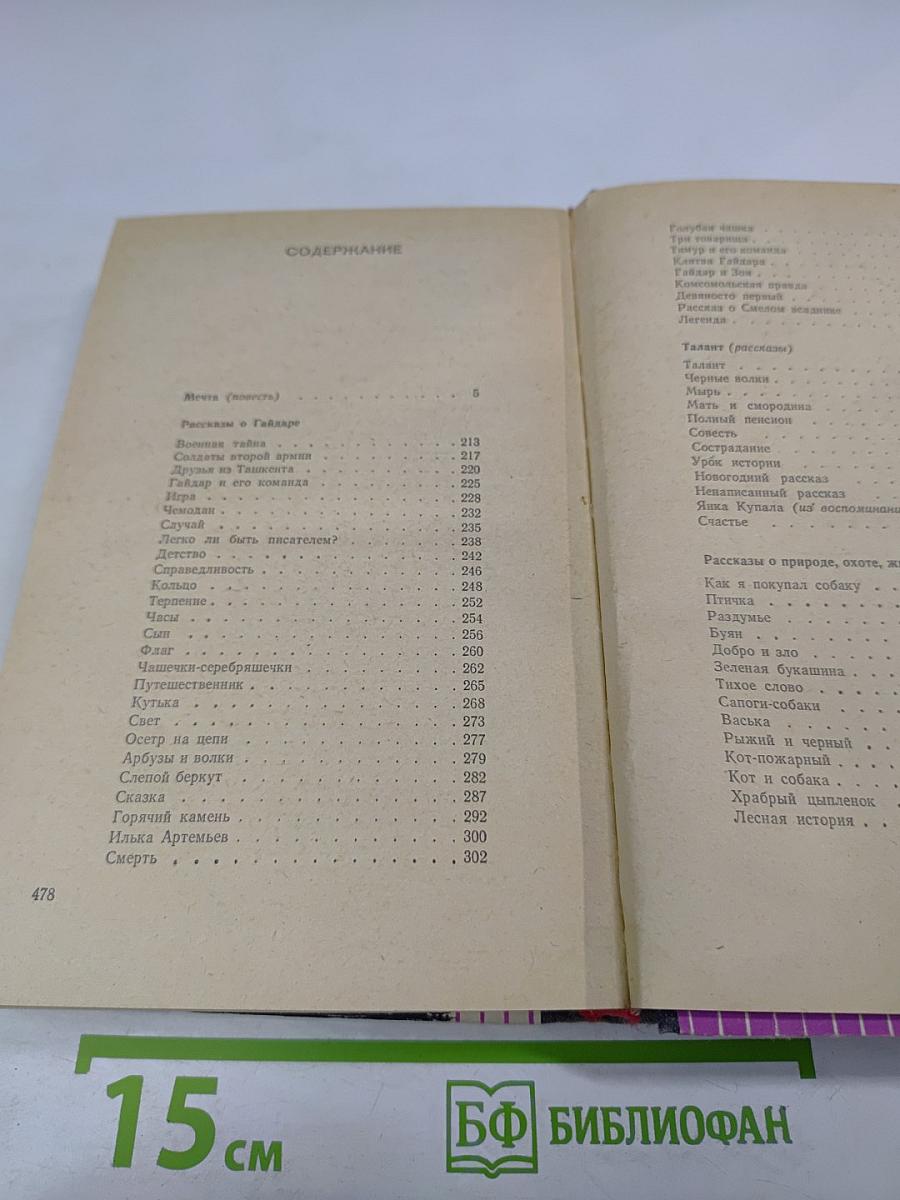 СОДЕРЖАНИЕ
Мечта (повесть) . . . . . . . . . . . 5
Рассказы о Гайдаре
Военная тайна . . . . . . . . . . . . 213
Солдаты второй армии . . . . . . . . . 217
Друзья из Ташкента . . . . . . . . . . 220
Гайдар и его команда . . . . . . . . . 225
Игра . . . . . . . . . . . . . . . . 228
Чемодан . . . . . . . . . . . . . . . 232
Случай . . . . . . . . . . . . . . . 235
Легко ли быть писателем? . . . . . . . 238
Детство . . . . . . . . . . . . . . . 242
Справедливость . . . . . . . . . . . . 246
Кольцо . . . . . . . . . . . . . . . 248
Терпение . . . . . . . . . . . . . . . 252
Часы . . . . . . . . . . . . . . . . 254
Сын . . . . . . . . . . . . . . . . . 256
Флаг . . . . . . . . . . . . . . . . 260
Чашечки-серебряшечки . . . . . . . . . 262
Путешественник . . . . . . . . . . . . 265
Кутька . . . . . . . . . . . . . . . 268
Свет . . . . . . . . . . . . . . . . 273
Осетр на цепи . . . . . . . . . . . . 277
Арбузы и волки . . . . . . . . . . . . 279
Слепой беркут . . . . . . . . . . . . 282
Сказка . . . . . . . . . . . . . . . 287
Горячий камень . . . . . . . . . . . . 292
Илька Артемьев . . . . . . . . . . . . 300
Смерть . . . . . . . . . . . . . . . 302
478
Голубая чашка . . . . . .
Три товарища . . . . . .
Тимур и его команда . . . .
Клятва Гайдара . . . . . .
Гайдар и Зоя . . . . . . .
Комсомольская правда . . .
Девяносто первый . . . . .
Рассказ о Смелом всаднике . .
Легенда . . . . . . . . .
Талант (рассказы)
Талант . . . . . . . . .
Черные волки . . . . . . .
Мырь . . . . . . . . . .
Мать и смородина . . . . .
Полный пенсион . . . . . .
Совесть . . . . . . . . .
Сострадание . . . . . . .
Урок истории . . . . . . .
Новогодний рассказ . . . .
Ненаписанный рассказ . . .
Янка Купала (из воспоминани
Счастье . . . . . . . . .
Рассказы о природе, охоте, жи
Как я покупал собаку . . .
Птичка . . . . . . . . .
Раздумье . . . . . . . .
Буян . . . . . . . . . .
Добро и зло . . . . . . .
Зеленая букашина . . . . .
Тихое слово . . . . . . .
Сапоги-собаки . . . . . .
Васька . . . . . . . . .
Рыжий и черный . . . . .
Кот-пожарный . . . . . .
Кот и собака . . . . . . .
Храбрый цыпленок . . . .
Лесная история . . . . . .
15 см
БФ БИБЛИОФАН